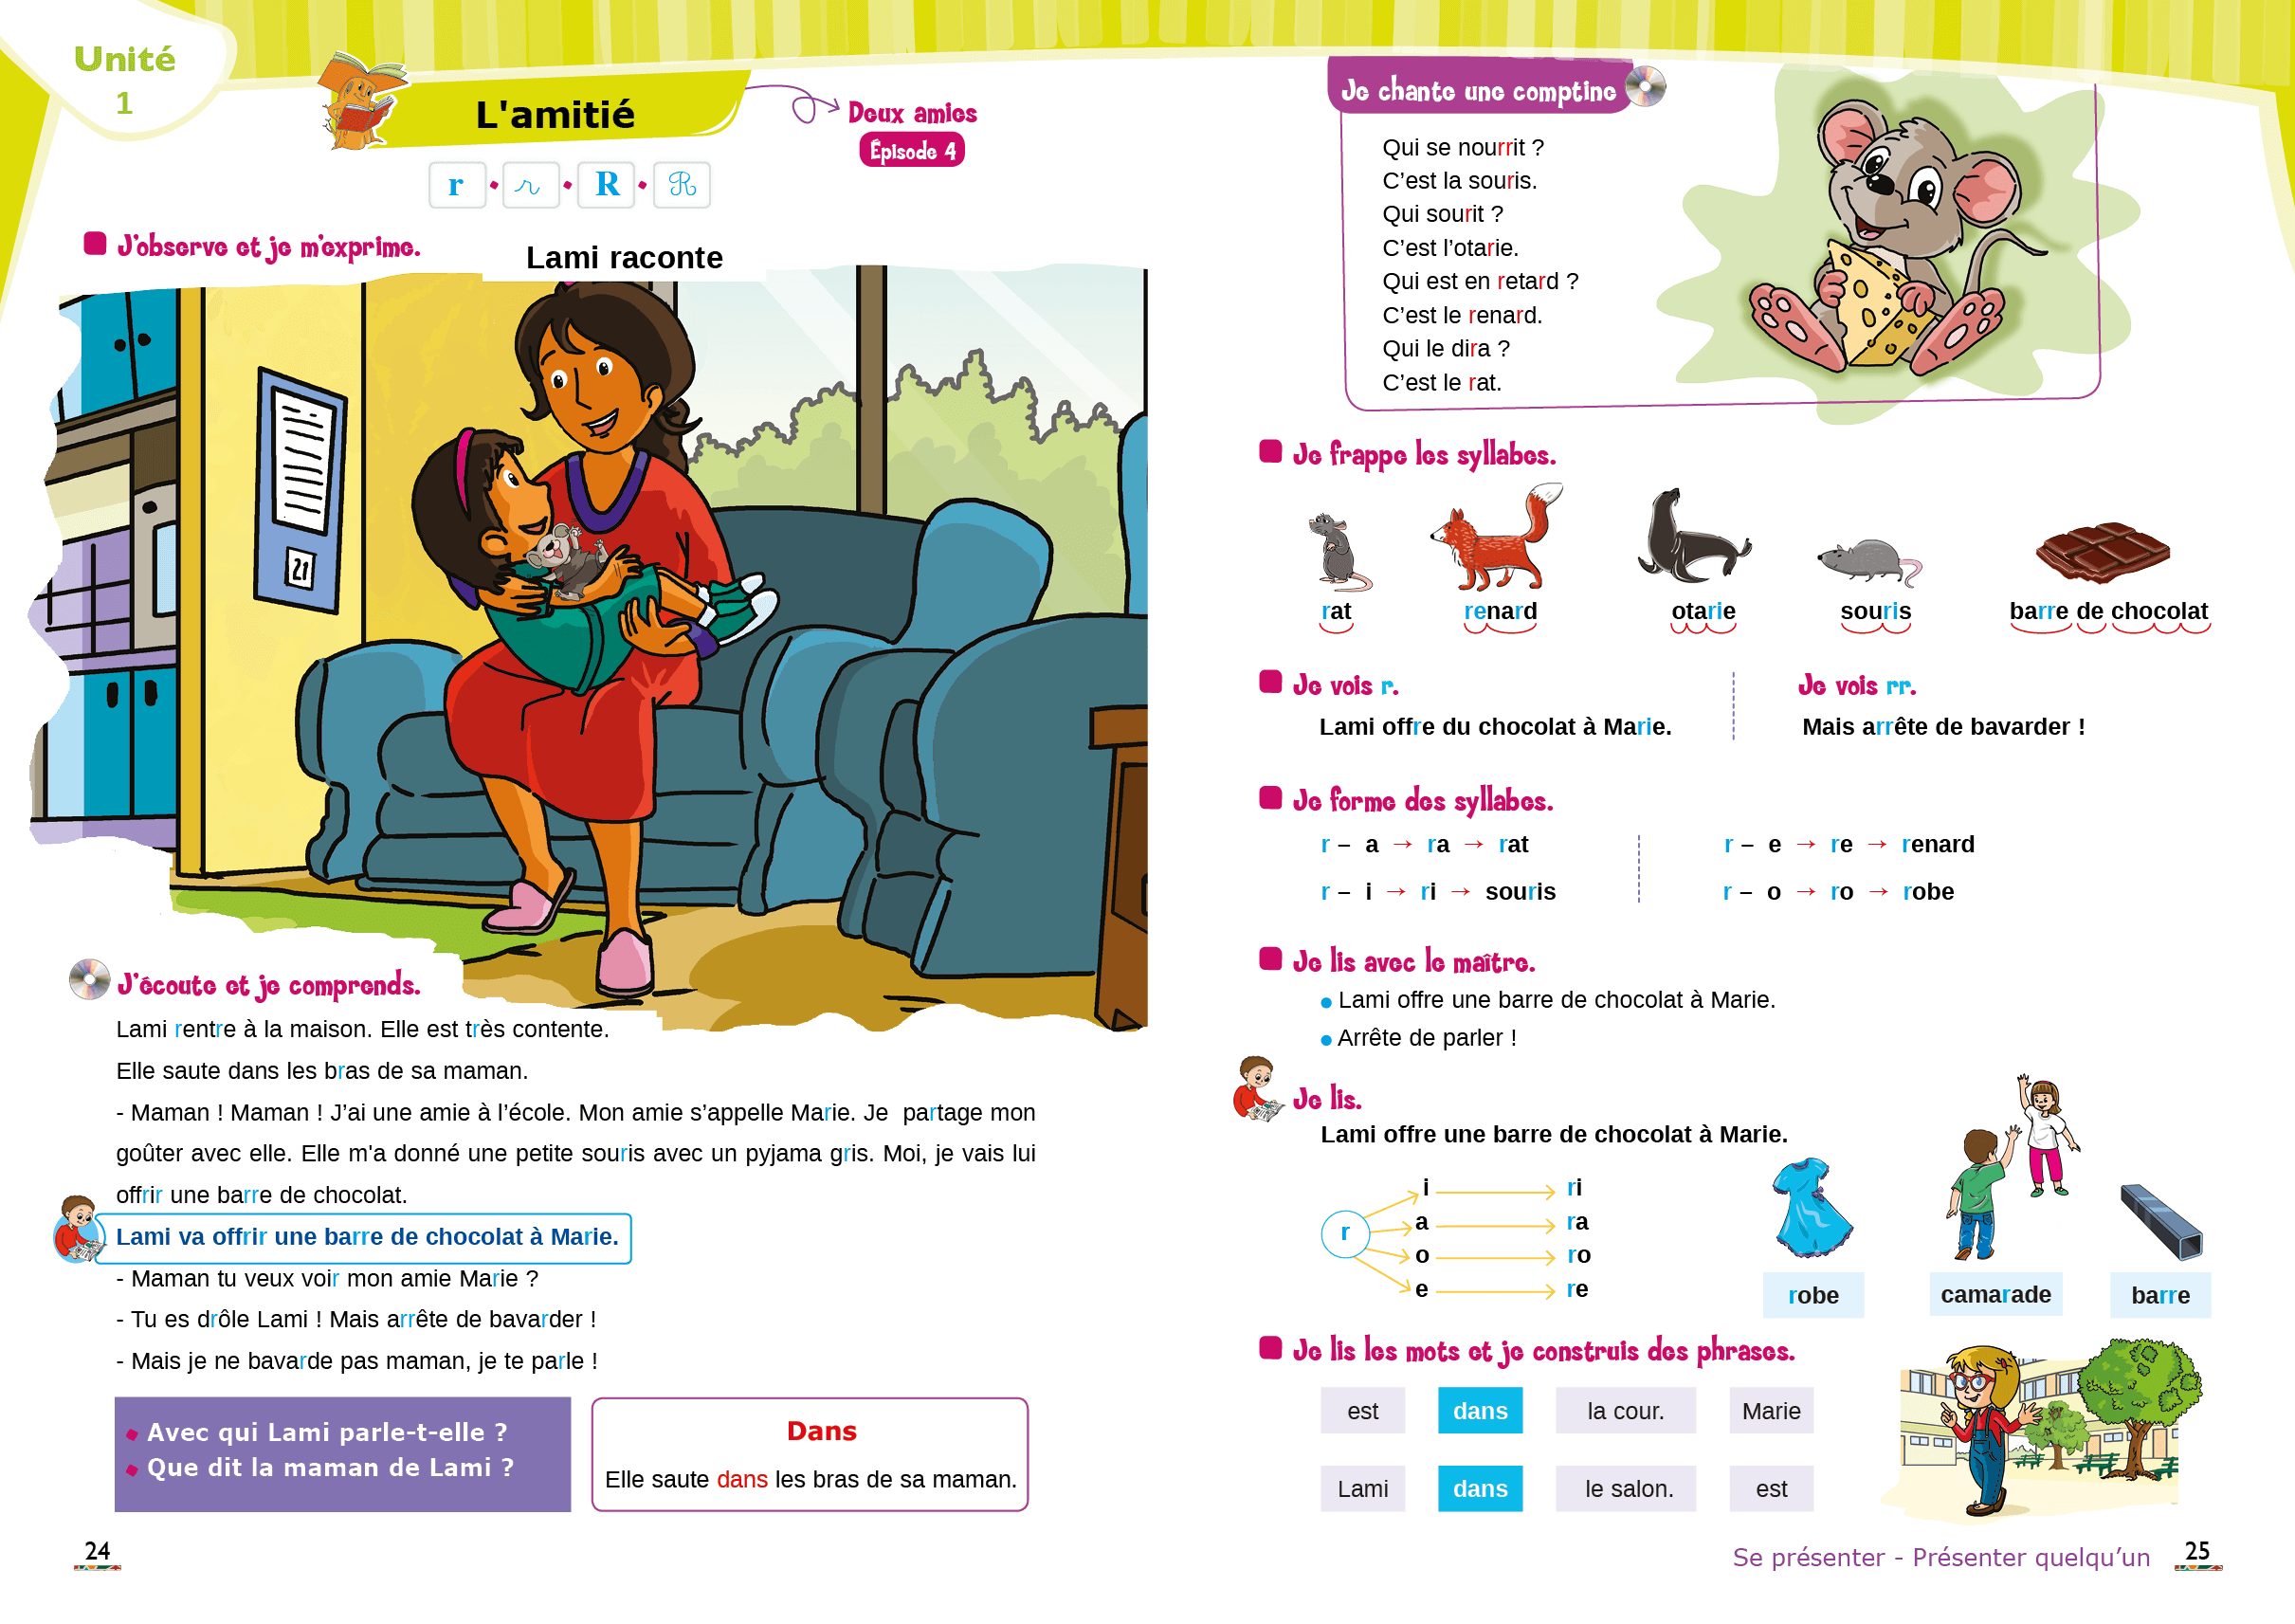 Unité
1
L'amitié
Deux amies
Épisode 4
r • r • R • R
J'observe et je m'exprime.
Lami raconte
21
J'écoute et je comprends.
Lami rentre à la maison. Elle est très contente.
Elle saute dans les bras de sa maman.
- Maman ! Maman ! J’ai une amie à l’école. Mon amie s’appelle Marie. Je partage mon
goûter avec elle. Elle m'a donné une petite souris avec un pyjama gris. Moi, je vais lui
offrir une barre de chocolat.
Lami va offrir une barre de chocolat à Marie.
- Maman tu veux voir mon amie Marie ?
- Tu es drôle Lami ! Mais arrête de bavarder !
- Mais je ne bavarde pas maman, je te parle !
Avec qui Lami parle-t-elle ?
Que dit la maman de Lami ?
Dans
Elle saute dans les bras de sa maman.
24
Je chante une comptine
Qui se nourrit ?
C’est la souris.
Qui sourit ?
C’est l’otarie.
Qui est en retard ?
C’est le renard.
Qui le dira ?
C’est le rat.
Je frappe les syllabes.
rat renard otarie souris barre de chocolat
Je vois r. Je vois rr.
Lami offre du chocolat à Marie. Mais arrête de bavarder !
Je forme des syllabes.
r – a → ra → rat r – e → re → renard
r – i → ri → souris r – o → ro → robe
Je lis avec le maître.
• Lami offre une barre de chocolat à Marie.
• Arrête de parler !
Je lis.
Lami offre une barre de chocolat à Marie.
r
i → ri
a → ra
o → ro
e → re
robe camarade barre
Je lis les mots et je construis des phrases.
est dans la cour. Marie
Lami dans le salon. est
Se présenter - Présenter quelqu’un
25